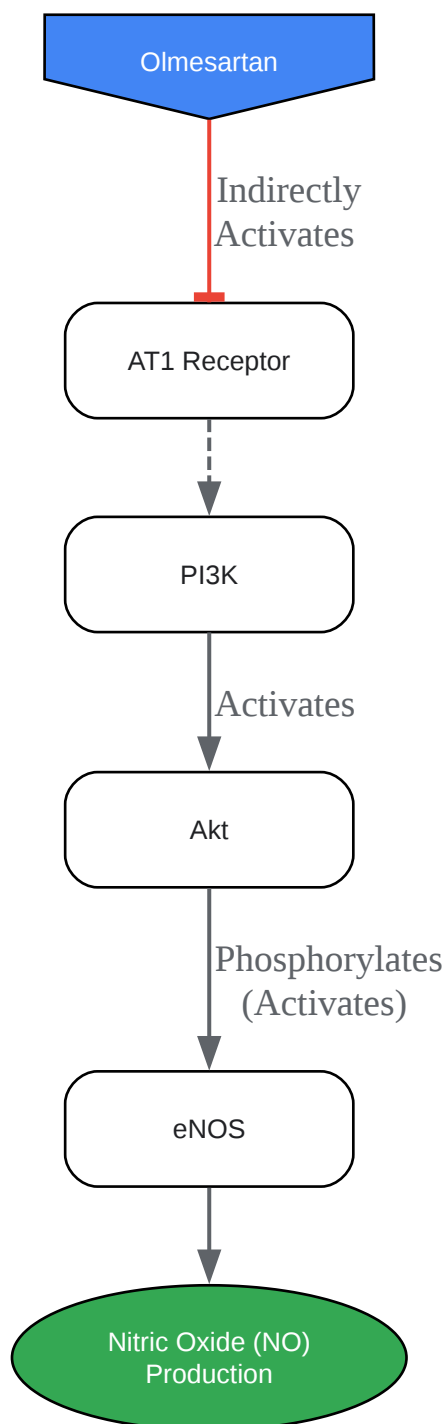 Olmesartan
Indirectly
Activates
AT1 Receptor
PI3K
Activates
Akt
Phosphorylates
(Activates)
eNOS
Nitric Oxide (NO)
Production